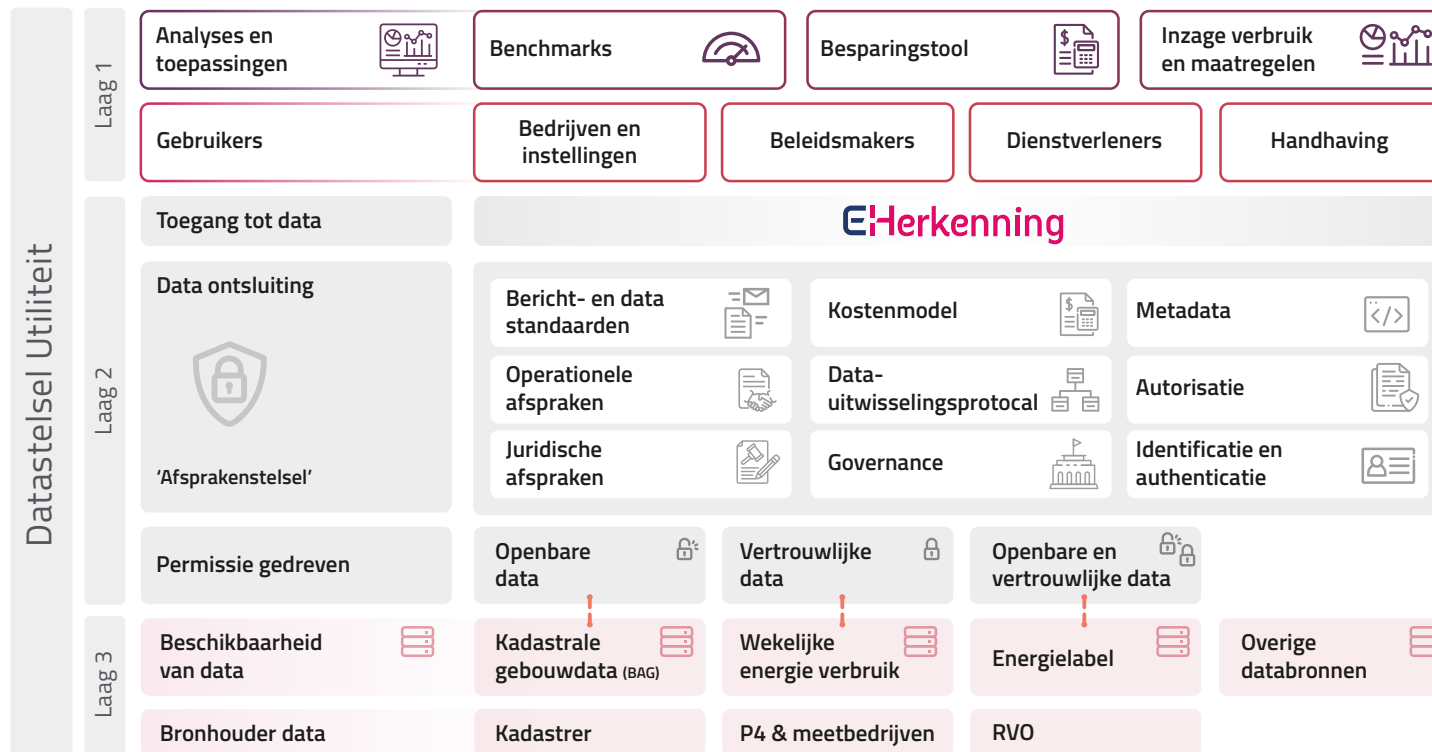 Datastelsel Utiliteit
Laag 1
Analyses en
toepassingen
Benchmarks
Besparingstool
Inzage verbruik
en maatregelen
Gebruikers
Bedrijven en
instellingen
Beleidsmakers
Dienstverleners
Handhaving
Laag 2
Toegang tot data
EHerkenning
Data ontsluiting
'Afsprakenstelsel'
Bericht- en data
standaarden
Kostenmodel
Metadata
Operationele
afspraken
Data-
uitwisselingsprotocal
Autorisatie
Juridische
afspraken
Governance
Identificatie en
authenticatie
Permissie gedreven
Openbare
data
Vertrouwlijke
data
Openbare en
vertrouwlijke data
Laag 3
Beschikbaarheid
van data
Kadastrale
gebouwdata (BAG)
Wekelijke
energie verbruik
Energielabel
Overige
databronnen
Bronhouder data
Kadastrer
P4 & meetbedrijven
RVO